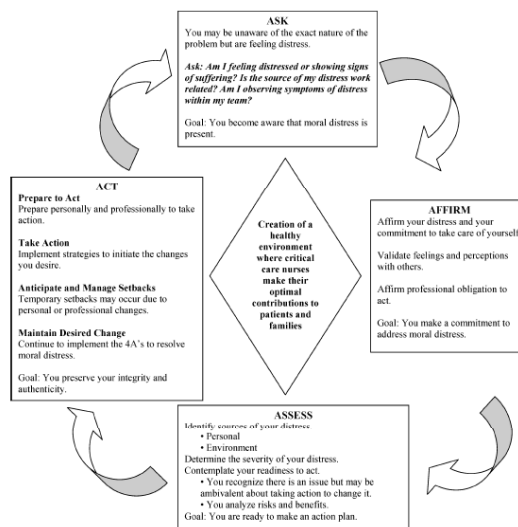 ASK
You may be unaware of the exact nature of the
problem but are feeling distress.
Ask: Am I feeling distressed or showing signs
of suffering? Is the source of my distress work
related? Am I observing symptoms of distress
within my team?
Goal: You become aware that moral distress is
present.
AFFIRM
Affirm your distress and your
commitment to take care of yourself.
Validate feelings and perceptions
with others.
Affirm professional obligation to
act.
Goal: You make a commitment to
address moral distress.
ASSESS
Identify sources of your distress
• Personal
• Environment
Determine the severity of your distress.
Contemplate your readiness to act.
• You recognize there is an issue but may be
ambivalent about taking action to change it.
• You analyze risks and benefits.
Goal: You are ready to make an action plan.
ACT
Prepare to Act
Prepare personally and professionally to take
action.
Take Action
Implement strategies to initiate the changes
you desire.
Anticipate and Manage Setbacks
Temporary setbacks may occur due to
personal or professional changes.
Maintain Desired Change
Continue to implement the 4A's to resolve
moral distress.
Goal: You preserve your integrity and
authenticity.
Creation of a
healthy
environment
where critical
care nurses
make their
optimal
contributions to
patients and
families